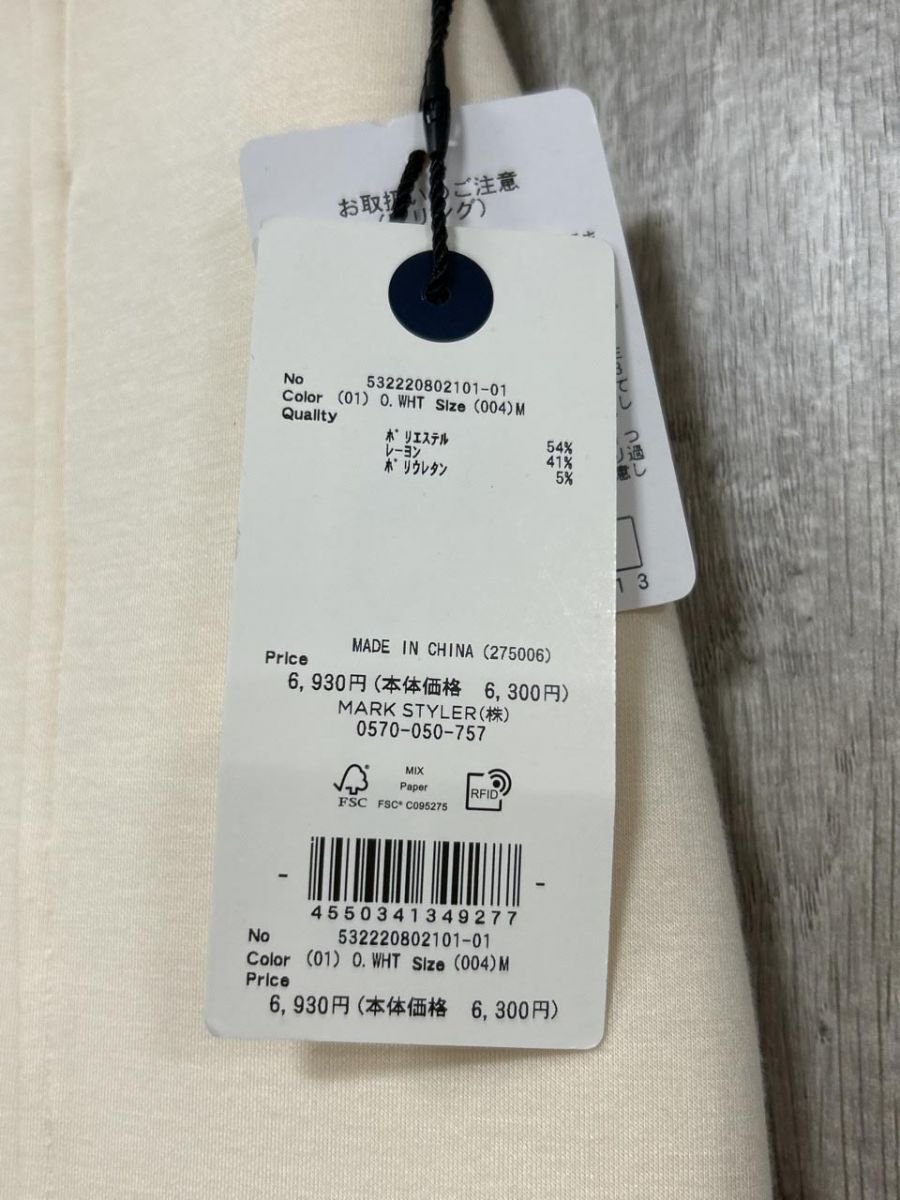 お取扱いのご注意
No 532220802101-01
Color (01) O.WHT Size (004)M
Quality
ポリエステル 54%
レーヨン 41%
ポリウレタン 5%
MADE IN CHINA (275006)
Price
6,930円(本体価格 6,300円)
MARK STYLER(株)
0570-050-757
FSC
MIX
Paper
FSC® C095275
RFID
4550341349277
No 532220802101-01
Color (01) O.WHT Size (004)M
Price
6,930円(本体価格 6,300円)